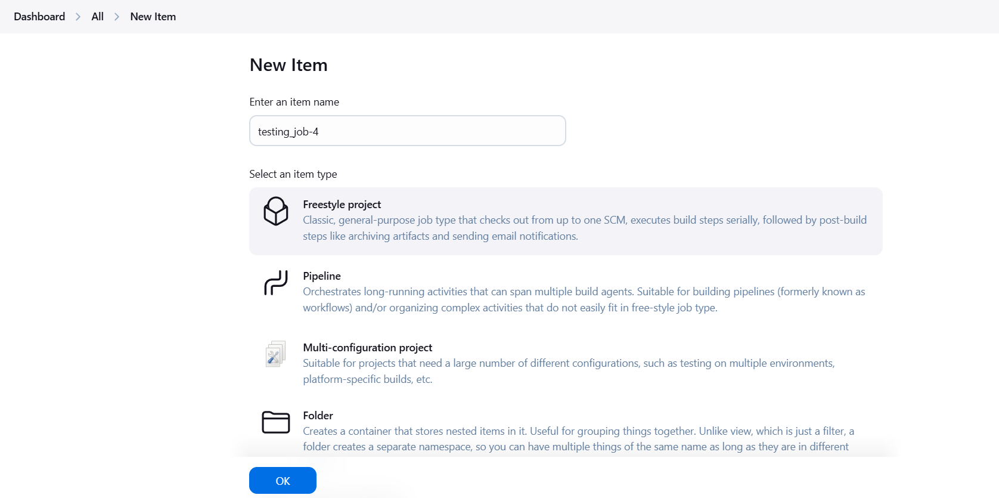 Dashboard > All > New Item
New Item
Enter an item name
testing_job-4
Select an item type
Freestyle project
Classic, general-purpose job type that checks out from up to one SCM, executes build steps serially, followed by post-build
steps like archiving artifacts and sending email notifications.
Pipeline
Orchestrates long-running activities that can span multiple build agents. Suitable for building pipelines (formerly known as
workflows) and/or organizing complex activities that do not easily fit in free-style job type.
Multi-configuration project
Suitable for projects that need a large number of different configurations, such as testing on multiple environments,
platform-specific builds, etc.
Folder
Creates a container that stores nested items in it. Useful for grouping things together. Unlike view, which is just a filter, a
folder creates a separate namespace, so you can have multiple things of the same name as long as they are in different
OK